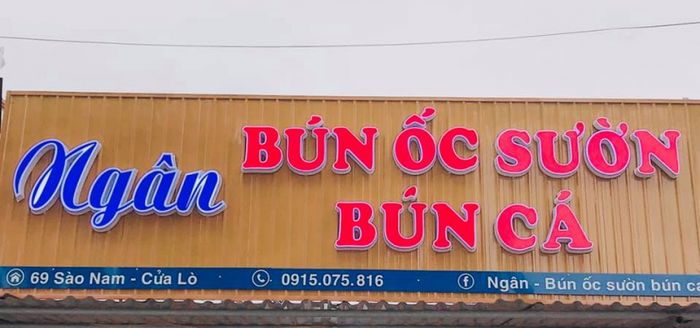 Ngân
BÚN ỐC SƯỜN
BÚN CÁ
69 Sào Nam - Cửa Lò
0915.075.816
Ngân - Bún ốc sườn bún cá